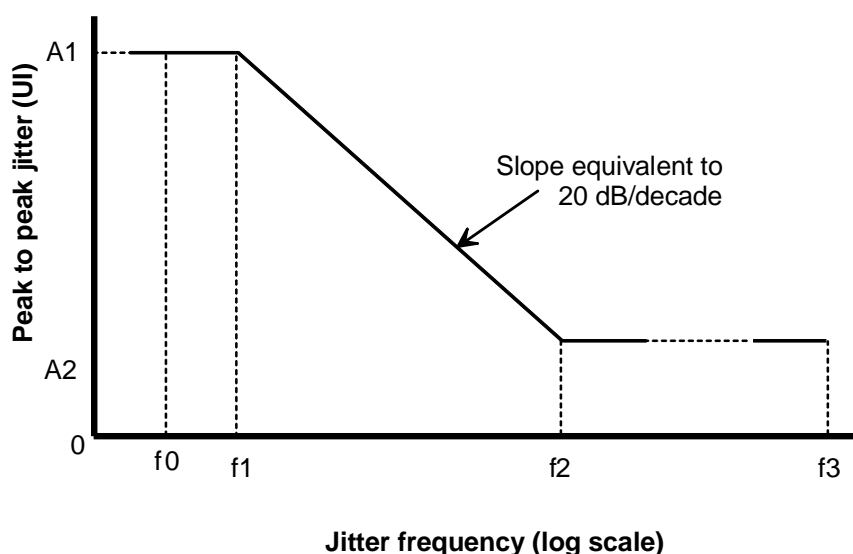 A1
Peak to peak jitter (UI)
Slope equivalent to
20 dB/decade
A2
0
f0
f1
f2
f3
Jitter frequency (log scale)